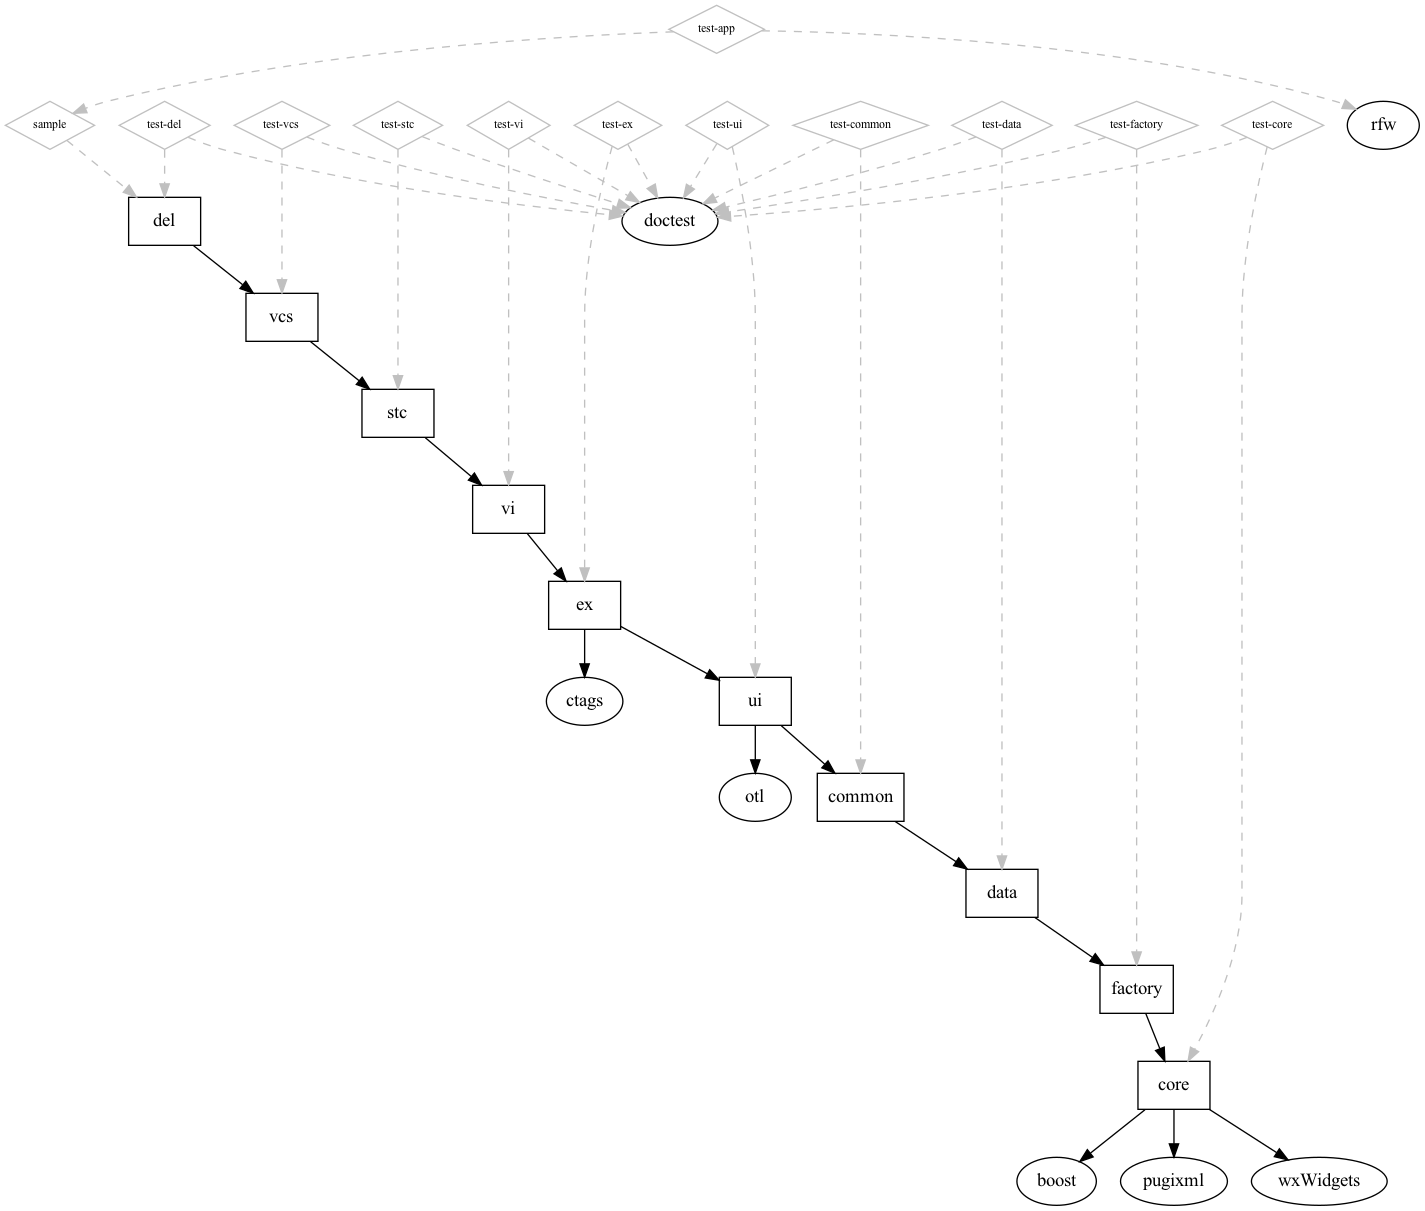 test-app
sample
test-del
test-vcs
test-stc
test-vi
test-ex
test-ui
test-common
test-data
test-factory
test-core
rfw
del
doctest
vcs
stc
vi
ex
ctags
ui
otl
common
data
factory
core
boost
pugixml
wxWidgets